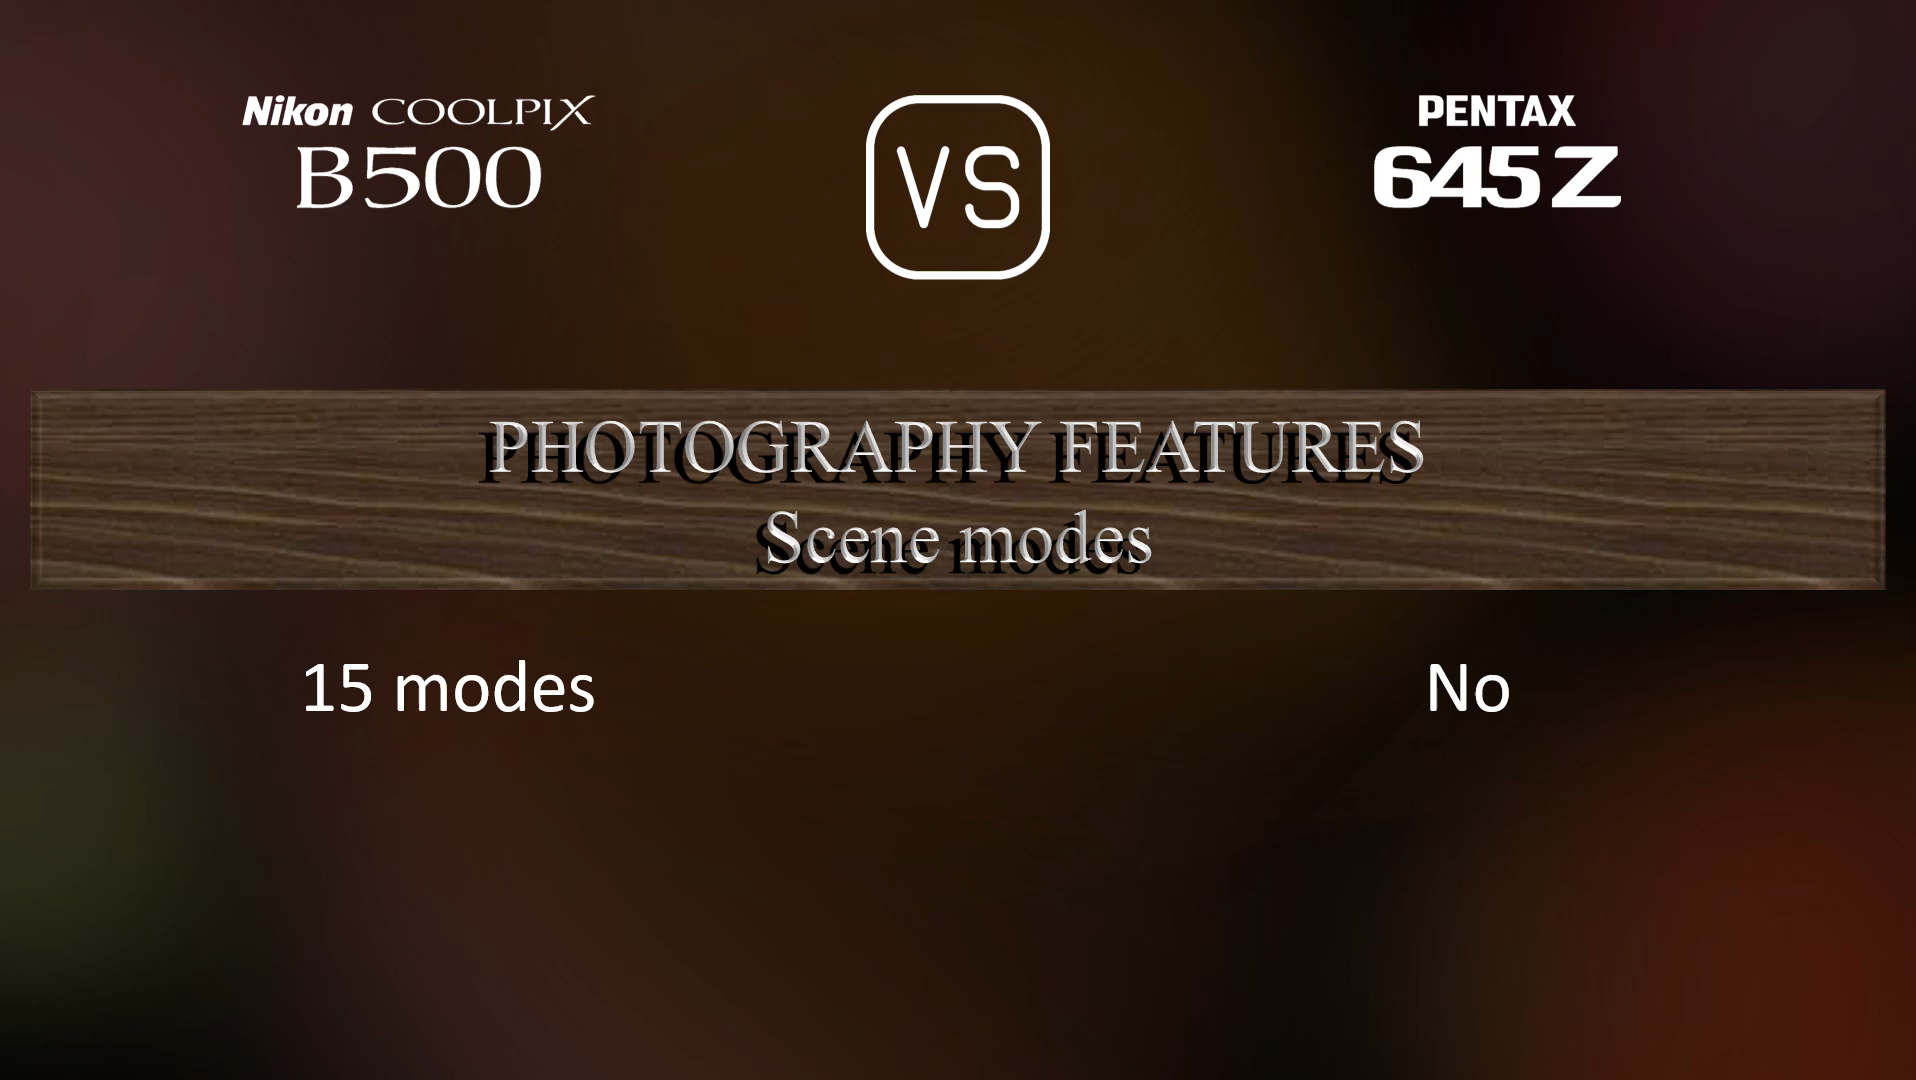 Nikon COOLPIX
B500
VS
PENTAX
645Z
PHOTOGRAPHY FEATURES
Scene modes
15 modes
No